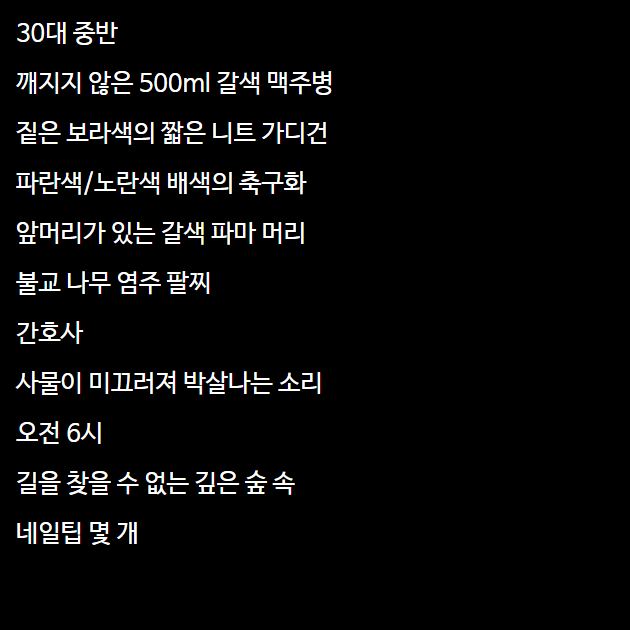 30대 중반
깨지지 않은 500ml 갈색 맥주병
짙은 보라색의 짧은 니트 가디건
파란색/노란색 배색의 축구화
앞머리가 있는 갈색 파마 머리
불교 나무 염주 팔찌
간호사
사물이 미끄러져 박살나는 소리
오전 6시
길을 찾을 수 없는 깊은 숲 속
네일팁 몇 개